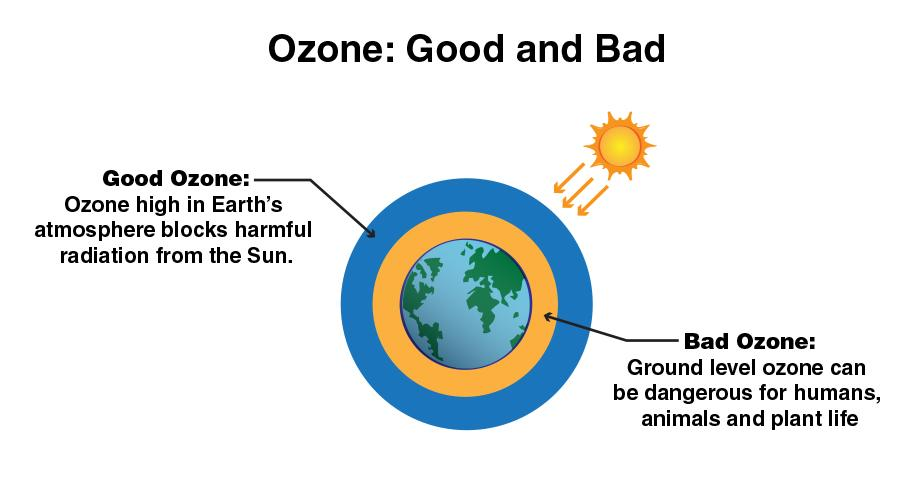 Ozone: Good and Bad
Good Ozone:
Ozone high in Earth’s
atmosphere blocks harmful
radiation from the Sun.
Bad Ozone:
Ground level ozone can
be dangerous for humans,
animals and plant life